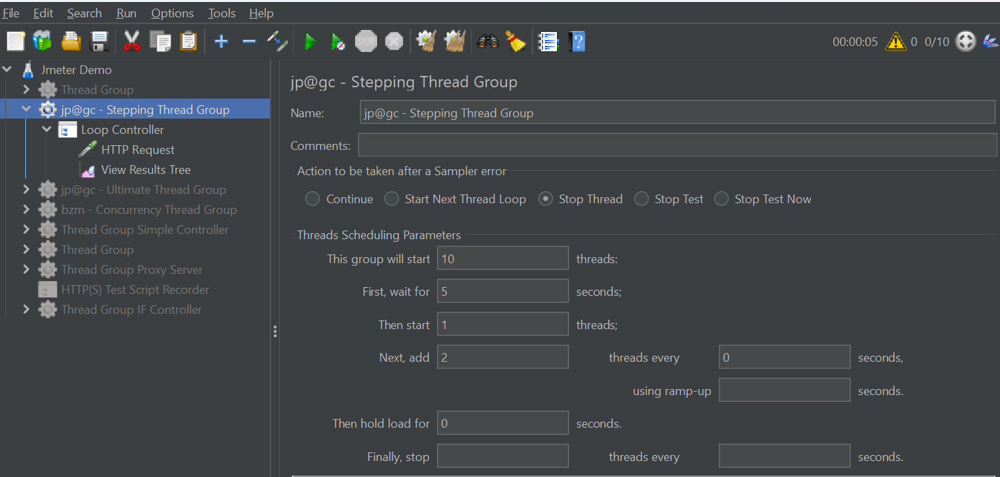 File Edit Search Run Options Tools Help
STOP
00:00:05 0 0/10
Jmeter Demo
Thread Group
jp@gc - Stepping Thread Group
Loop Controller
HTTP Request
View Results Tree
jp@gc - Ultimate Thread Group
bzm - Concurrency Thread Group
Thread Group Simple Controller
Thread Group
Thread Group Proxy Server
HTTP(S) Test Script Recorder
Thread Group IF Controller
jp@gc - Stepping Thread Group
Name: jp@gc - Stepping Thread Group
Comments:
Action to be taken after a Sampler error
Continue Start Next Thread Loop Stop Thread Stop Test Stop Test Now
Threads Scheduling Parameters
This group will start 10 threads:
First, wait for 5 seconds;
Then start 1 threads;
Next, add 2 threads every 0 seconds,
using ramp-up seconds.
Then hold load for 0 seconds.
Finally, stop threads every seconds.